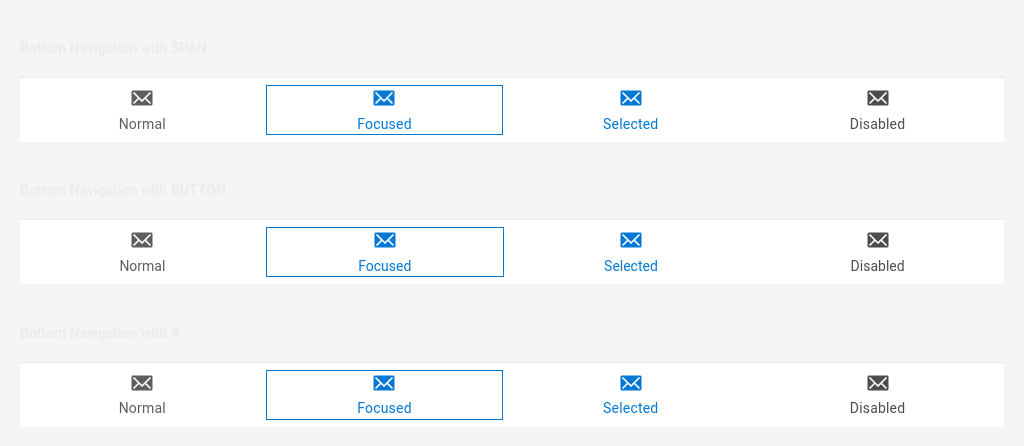 Bottom Navigation with SPAN
Normal Focused Selected Disabled
Bottom Navigation with BUTTON
Normal Focused Selected Disabled
Bottom Navigation with A
Normal Focused Selected Disabled